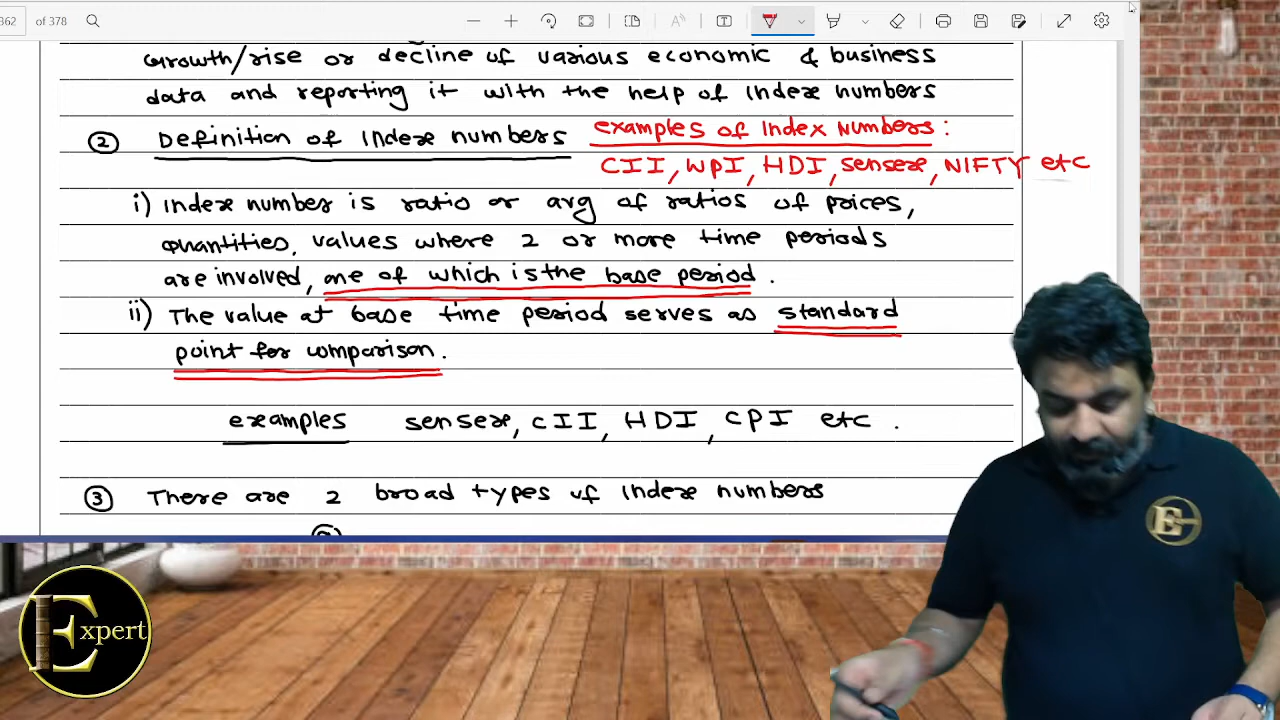 362 of 378
Growth/rise or decline of various economic & business
data and reporting it with the help of Index numbers
② Definition of Index numbers examples of Index Numbers:
CII, WPI, HDI, sensex, NIFTY etc
i) Index number is ratio or avg of ratios of prices,
quantities, values where 2 or more time periods
are involved, one of which is the base period.
ii) The value at base time period serves as standard
point for comparison.
examples sensex, CII, HDI, CPI etc.
③ There are 2 broad types of Index numbers
Expert
E